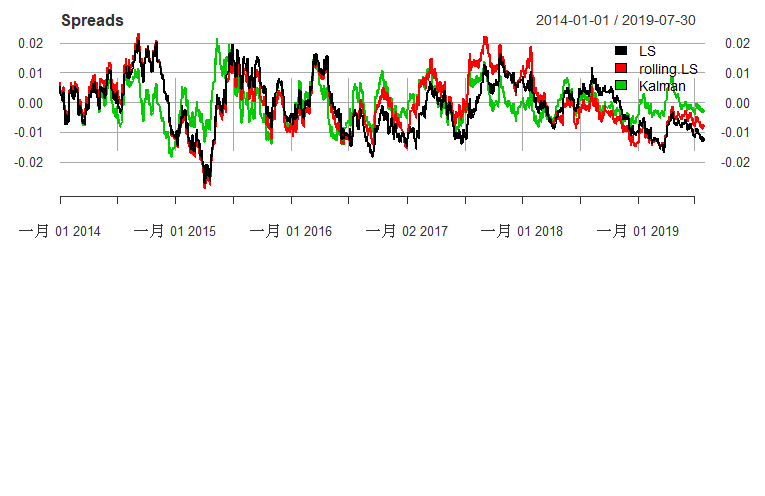 Spreads 2014-01-01 / 2019-07-30
0.02 0.02
LS
rolling.LS
0.01 0.01
Kalman
0.00 0.00
-0.01 -0.01
-0.02 -0.02
一月 01 2014 一月 01 2015 一月 01 2016 一月 02 2017 一月 01 2018 一月 01 2019